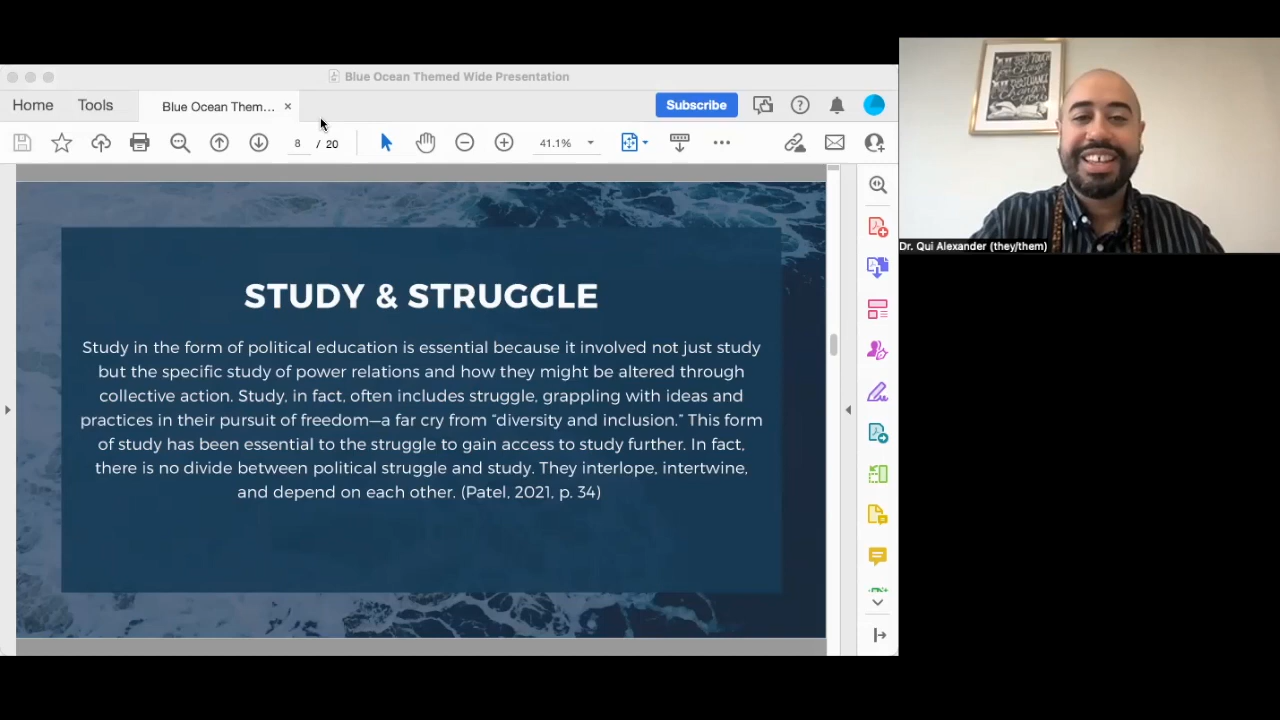 Blue Ocean Themed Wide Presentation
Home
Tools
Blue Ocean Them...
Subscribe
8 / 20
41.1%
STUDY & STRUGGLE
Study in the form of political education is essential because it involved not just study
but the specific study of power relations and how they might be altered through
collective action. Study, in fact, often includes struggle, grappling with ideas and
practices in their pursuit of freedom—a far cry from “diversity and inclusion.” This form
of study has been essential to the struggle to gain access to study further. In fact,
there is no divide between political struggle and study. They interlope, intertwine,
and depend on each other. (Patel, 2021, p. 34)
TOUCH
Change
CHANGE
Changes
YOU
Dr. Qui Alexander (they/them)